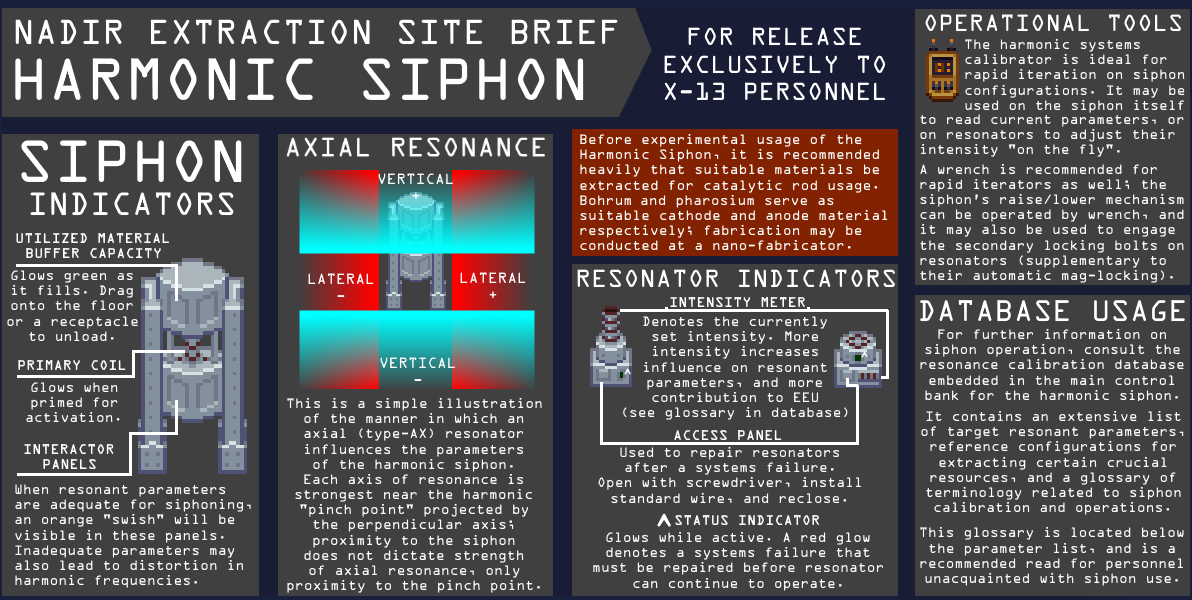 NADIR EXTRACTION SITE BRIEF
HARMONIC SIPHON
FOR RELEASE
EXCLUSIVELY TO
X-13 PERSONNEL
SIPHON
INDICATORS
UTILIZED MATERIAL
BUFFER CAPACITY
Glows green as
it fills. Drag
onto the floor
or a receptacle
to unload.
PRIMARY COIL
Glows when
primed for
activation.
INTERACTOR
PANELS
When resonant parameters
are adequate for siphoning,
an orange "swish" will be
visible in these panels.
Inadequate parameters may
also lead to distortion in
harmonic frequencies.
AXIAL RESONANCE
VERTICAL
+
LATERAL
-
LATERAL
+
VERTICAL
-
This is a simple illustration
of the manner in which an
axial (type-AX) resonator
influences the parameters
of the harmonic siphon.
Each axis of resonance is
strongest near the harmonic
"pinch point" projected by
the perpendicular axis;
proximity to the siphon
does not dictate strength
of axial resonance, only
proximity to the pinch point.
Before experimental usage of the
Harmonic Siphon, it is recommended
heavily that suitable materials be
extracted for catalytic rod usage.
Bohrum and pharosium serve as
suitable cathode and anode material
respectively; fabrication may be
conducted at a nano-fabricator.
RESONATOR INDICATORS
INTENSITY METER
Denotes the currently
set intensity. More
intensity increases
influence on resonant
parameters, and more
contribution to EEU
(see glossary in database)
ACCESS PANEL
Used to repair resonators
after a systems failure.
Open with screwdriver, install
standard wire, and reclose.
STATUS INDICATOR
Glows while active. A red glow
denotes a systems failure that
must be repaired before resonator
can continue to operate.
OPERATIONAL TOOLS
The harmonic systems
calibrator is ideal for
rapid iteration on siphon
configurations. It may be
used on the siphon itself
to read current parameters, or
on resonators to adjust their
intensity "on the fly".
A wrench is recommended for
rapid iterators as well; the
siphon's raise/lower mechanism
can be operated by wrench, and
it may also be used to engage
the secondary locking bolts on
resonators (supplementary to
their automatic mag-locking).
DATABASE USAGE
For further information on
siphon operation, consult the
resonance calibration database
embedded in the main control
bank for the harmonic siphon.
It contains an extensive list
of target resonant parameters,
reference configurations for
extracting certain crucial
resources, and a glossary of
terminology related to siphon
calibration and operations.
This glossary is located below
the parameter list, and is a
recommended read for personnel
unacquainted with siphon use.